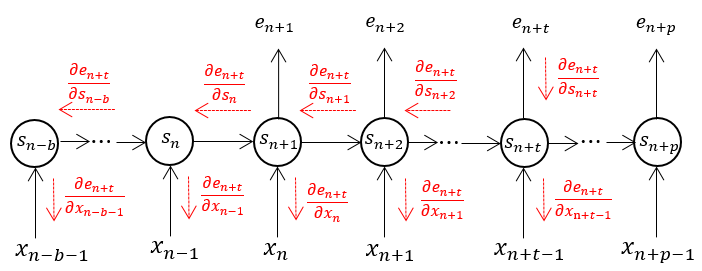 e_{n+1} e_{n+2} e_{n+t} e_{n+p}
∂e_{n+t}/∂s_{n-b} ∂e_{n+t}/∂s_n ∂e_{n+t}/∂s_{n+1} ∂e_{n+t}/∂s_{n+2} ∂e_{n+t}/∂s_{n+t}
s_{n-b} ··· s_n s_{n+1} s_{n+2} ··· s_{n+t} ··· s_{n+p}
∂e_{n+t}/∂x_{n-b-1} ∂e_{n+t}/∂x_{n-1} ∂e_{n+t}/∂x_n ∂e_{n+t}/∂x_{n+1} ∂e_{n+t}/∂x_{n+t-1}
x_{n-b-1} x_{n-1} x_n x_{n+1} x_{n+t-1} x_{n+p-1}